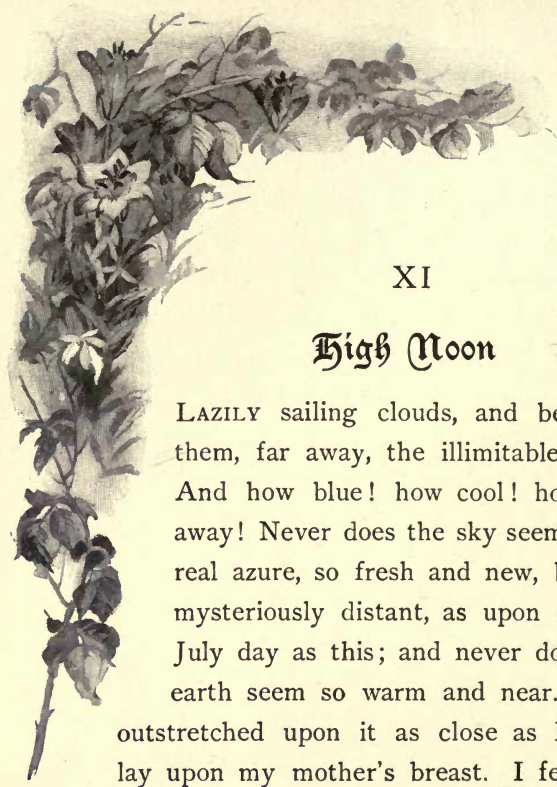 XI
High Noon
LAZILY sailing clouds, and
them, far away, the illimitable
And how blue! how cool!
away! Never does the sky
real azure, so fresh and new,
mysteriously distant, as upon
July day as this; and never
earth seem so warm and near.
outstretched upon it as close as
lay upon my mother's breast. I